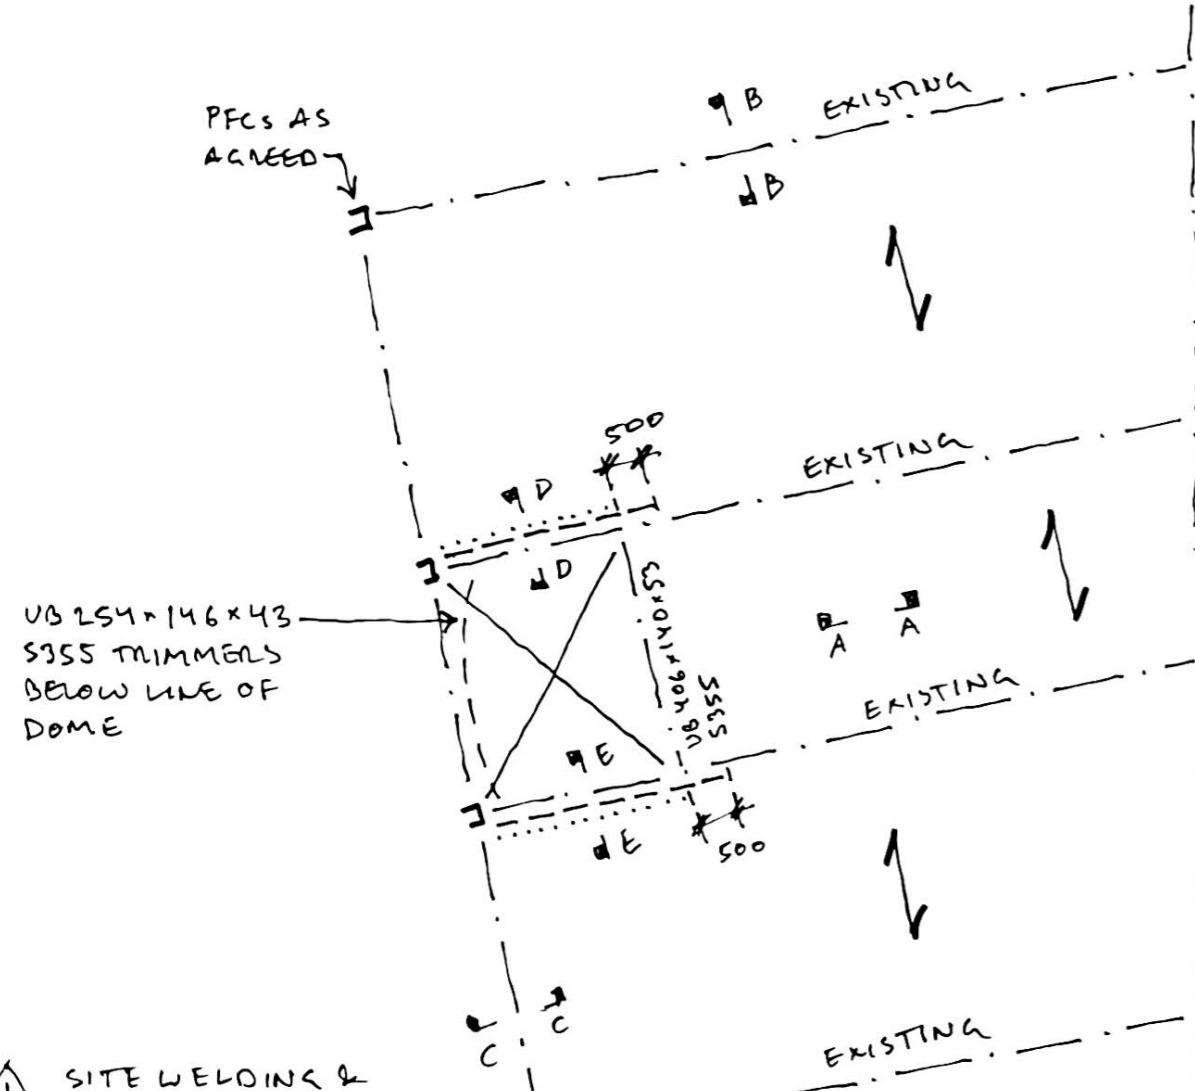 PFCs AS
AGREED
B
EXISTING
B
500
D
EXISTING
D
UB 254×146×43
S355 TRIMMERS
BELOW LINE OF
DOME
UB 406×140×53
S355
A
A
EXISTING
E
E
500
C
C
EXISTING
SITE WELDING &